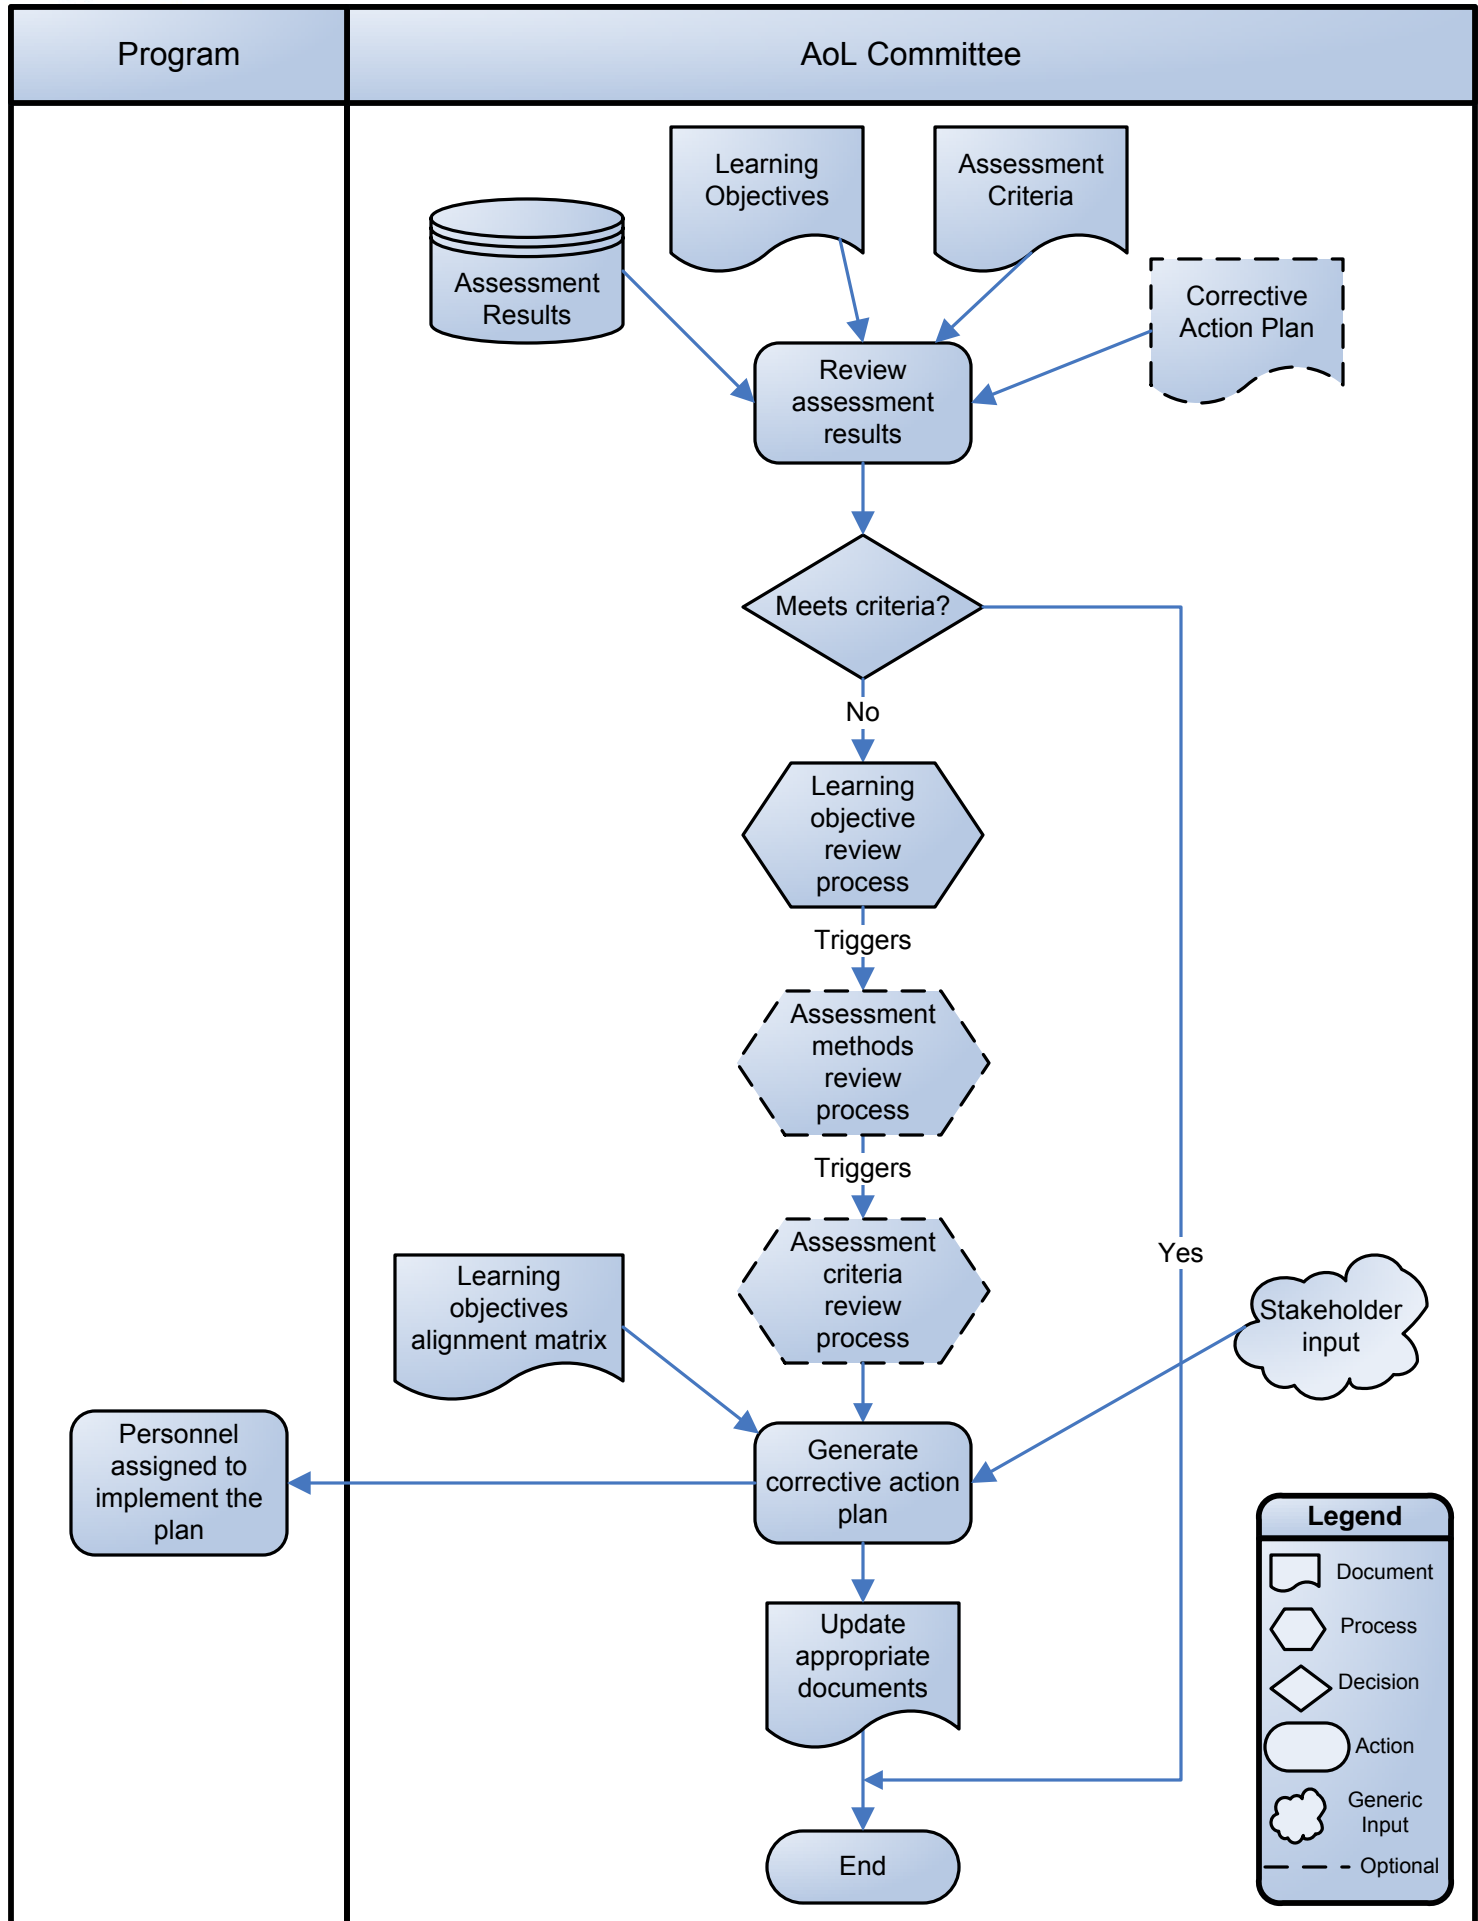 Program
AoL Committee
Learning
Objectives
Assessment
Criteria
Assessment
Results
Corrective
Action Plan
Review
assessment
results
Meets criteria?
No
Learning
objective
review
process
Triggers
Assessment
methods
review
process
Triggers
Assessment
criteria
review
process
Yes
Learning
objectives
alignment matrix
Stakeholder
input
Personnel
assigned to
implement the
plan
Generate
corrective action
plan
Update
appropriate
documents
End
Legend
Document
Process
Decision
Action
Generic
Input
Optional